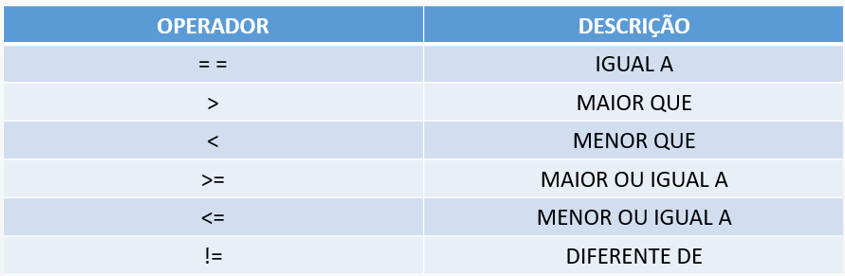 OPERADOR DESCRIÇÃO
= = IGUAL A
> MAIOR QUE
< MENOR QUE
>= MAIOR OU IGUAL A
<= MENOR OU IGUAL A
!= DIFERENTE DE